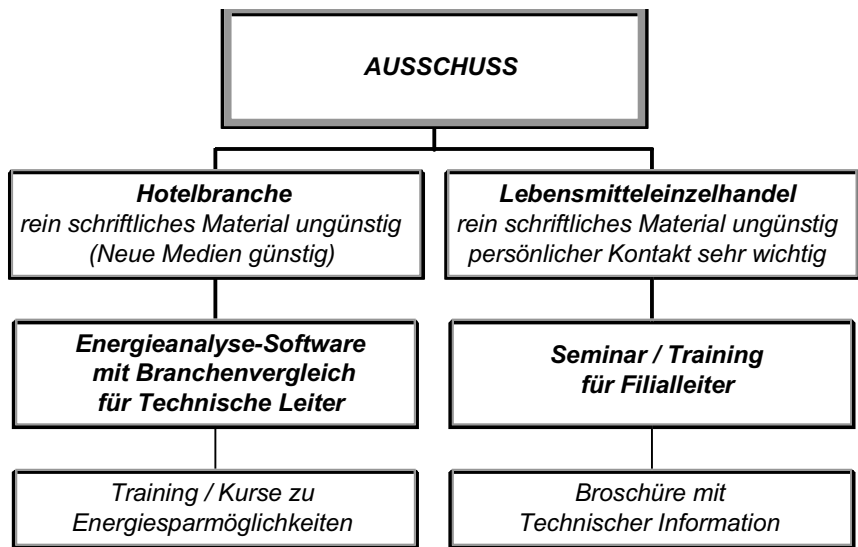 AUSSCHUSS
Hotelbranche
rein schriftliches Material ungünstig
(Neue Medien günstig)
Lebensmitteleinzelhandel
rein schriftliches Material ungünstig
persönlicher Kontakt sehr wichtig
Energieanalyse-Software
mit Branchenvergleich
für Technische Leiter
Seminar / Training
für Filialleiter
Training / Kurse zu
Energiesparmöglichkeiten
Broschüre mit
Technischer Information